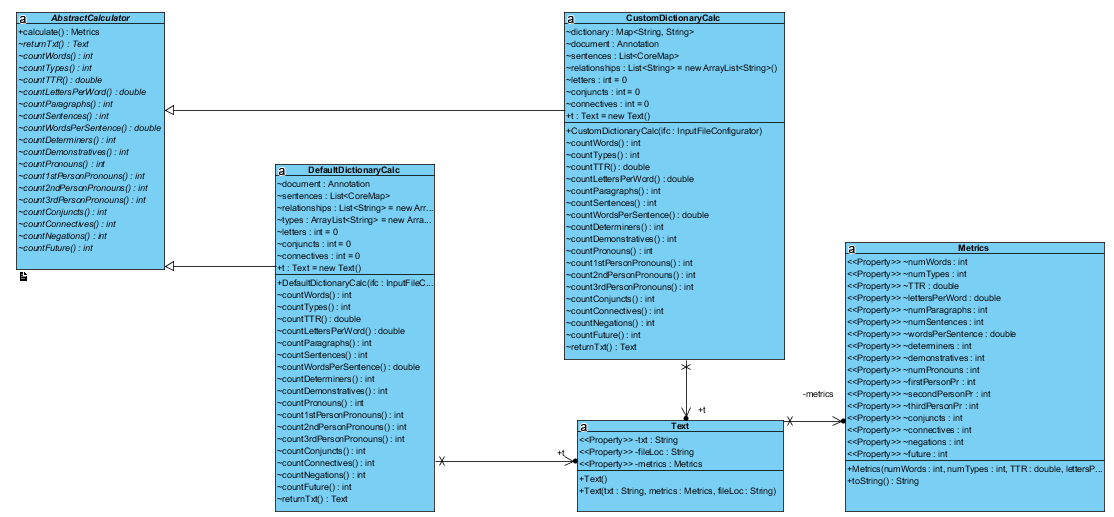 a
AbstractCalculator
+calculate() : Metrics
~returnTxt() : Text
~countWords() : int
~countTypes() : int
~countTTR() : double
~countLettersPerWord() : double
~countParagraphs() : int
~countSentences() : int
~countWordsPerSentence() : double
~countDeterminers() : int
~countDemonstratives() : int
~countPronouns() : int
~count1stPersonPronouns() : int
~count2ndPersonPronouns() : int
~count3rdPersonPronouns() : int
~countConjuncts() : int
~countConnectives() : int
~countNegations() : int
~countFuture() : int
a
DefaultDictionaryCalc
~document : Annotation
~sentences : List<CoreMap>
~relationships : List<String> = new Arr...
~types : ArrayList<String> = new Arra...
~letters : int = 0
~conjuncts : int = 0
~connectives : int = 0
+t : Text = new Text()
+DefaultDictionaryCalc(ifc : InputFileC...
~countWords() : int
~countTypes() : int
~countTTR() : double
~countLettersPerWord() : double
~countParagraphs() : int
~countSentences() : int
~countWordsPerSentence() : double
~countDeterminers() : int
~countDemonstratives() : int
~countPronouns() : int
~count1stPersonPronouns() : int
~count2ndPersonPronouns() : int
~count3rdPersonPronouns() : int
~countConjuncts() : int
~countConnectives() : int
~countNegations() : int
~countFuture() : int
~returnTxt() : Text
a
CustomDictionaryCalc
~dictionary : Map<String, String>
~document : Annotation
~sentences : List<CoreMap>
~relationships : List<String> = new ArrayList<String>()
~letters : int = 0
~conjuncts : int = 0
~connectives : int = 0
+t : Text = new Text()
+CustomDictionaryCalc(ifc : InputFileConfigurator)
~countWords() : int
~countTypes() : int
~countTTR() : double
~countLettersPerWord() : double
~countParagraphs() : int
~countSentences() : int
~countWordsPerSentence() : double
~countDeterminers() : int
~countDemonstratives() : int
~countPronouns() : int
~count1stPersonPronouns() : int
~count2ndPersonPronouns() : int
~count3rdPersonPronouns() : int
~countConjuncts() : int
~countConnectives() : int
~countNegations() : int
~countFuture() : int
~returnTxt() : Text
+t
+t
-metrics
a
Text
<<Property>> -txt : String
<<Property>> -fileLoc : String
<<Property>> -metrics : Metrics
+Text()
+Text(txt : String, metrics : Metrics, fileLoc : String)
a
Metrics
<<Property>> ~numWords : int
<<Property>> ~numTypes : int
<<Property>> ~TTR : double
<<Property>> ~lettersPerWord : double
<<Property>> ~numParagraphs : int
<<Property>> ~numSentences : int
<<Property>> ~wordsPerSentence : double
<<Property>> ~determiners : int
<<Property>> ~demonstratives : int
<<Property>> ~numPronouns : int
<<Property>> ~firstPersonPr : int
<<Property>> ~secondPersonPr : int
<<Property>> ~thirdPersonPr : int
<<Property>> ~conjuncts : int
<<Property>> ~connectives : int
<<Property>> ~negations : int
<<Property>> ~future : int
+Metrics(numWords : int, numTypes : int, TTR : double, lettersP...
+toString() : String